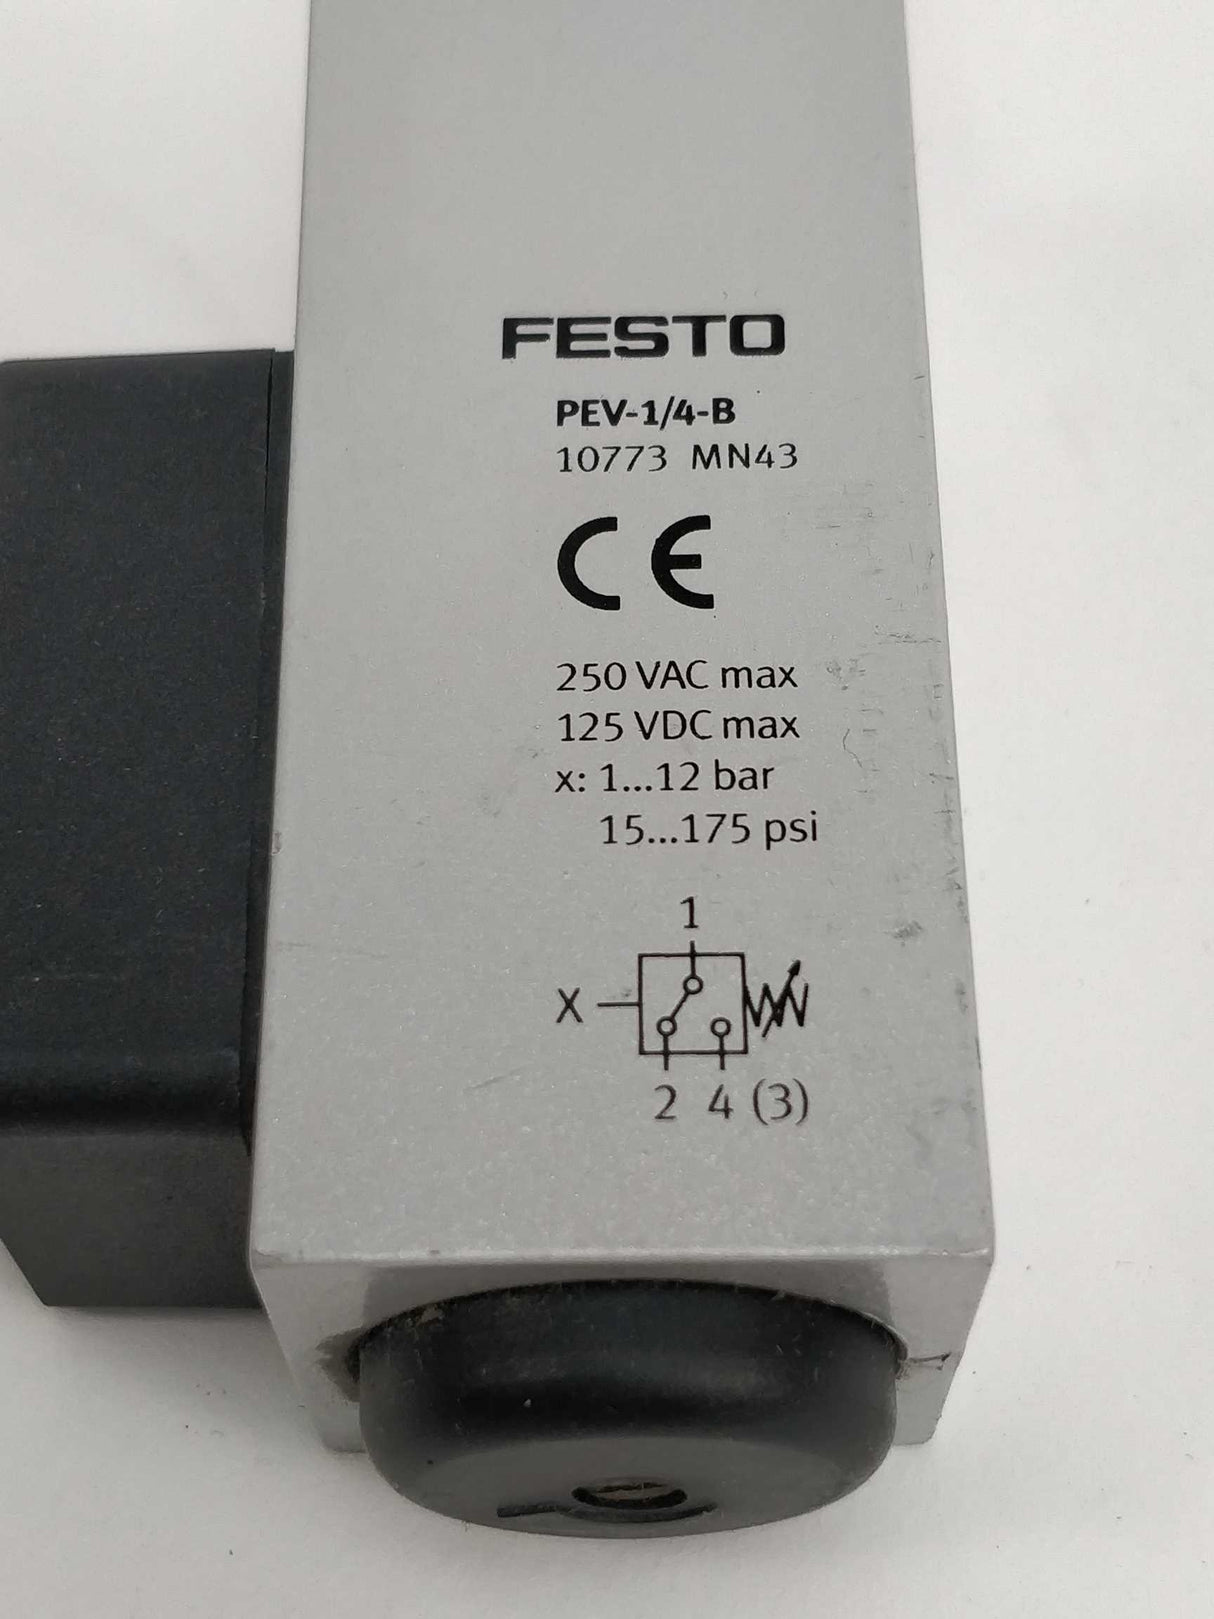 FESTO
PEV-1/4-B
10773 MN43
CE
250 VAC max
125 VDC max
x: 1...12 bar
15...175 psi
1
X
2 4 (3)